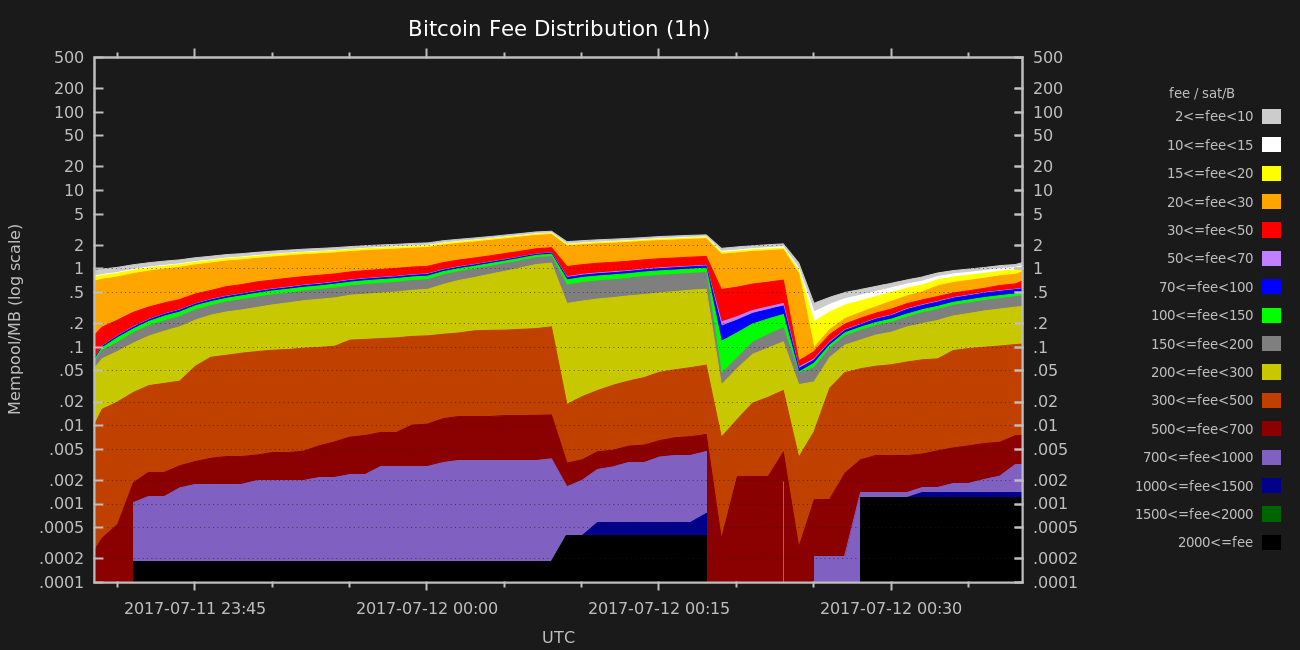 Bitcoin Fee Distribution (1h)
Mempool/MB (log scale)
500
200
100
50
20
10
5
2
1
.5
.2
.1
.05
.02
.01
.005
.002
.001
.0005
.0002
.0001
500
200
100
50
20
10
5
2
1
.5
.2
.1
.05
.02
.01
.005
.002
.001
.0005
.0002
.0001
2017-07-11 23:45
2017-07-12 00:00
2017-07-12 00:15
2017-07-12 00:30
UTC
fee / sat/B
2<=fee<10
10<=fee<15
15<=fee<20
20<=fee<30
30<=fee<50
50<=fee<70
70<=fee<100
100<=fee<150
150<=fee<200
200<=fee<300
300<=fee<500
500<=fee<700
700<=fee<1000
1000<=fee<1500
1500<=fee<2000
2000<=fee